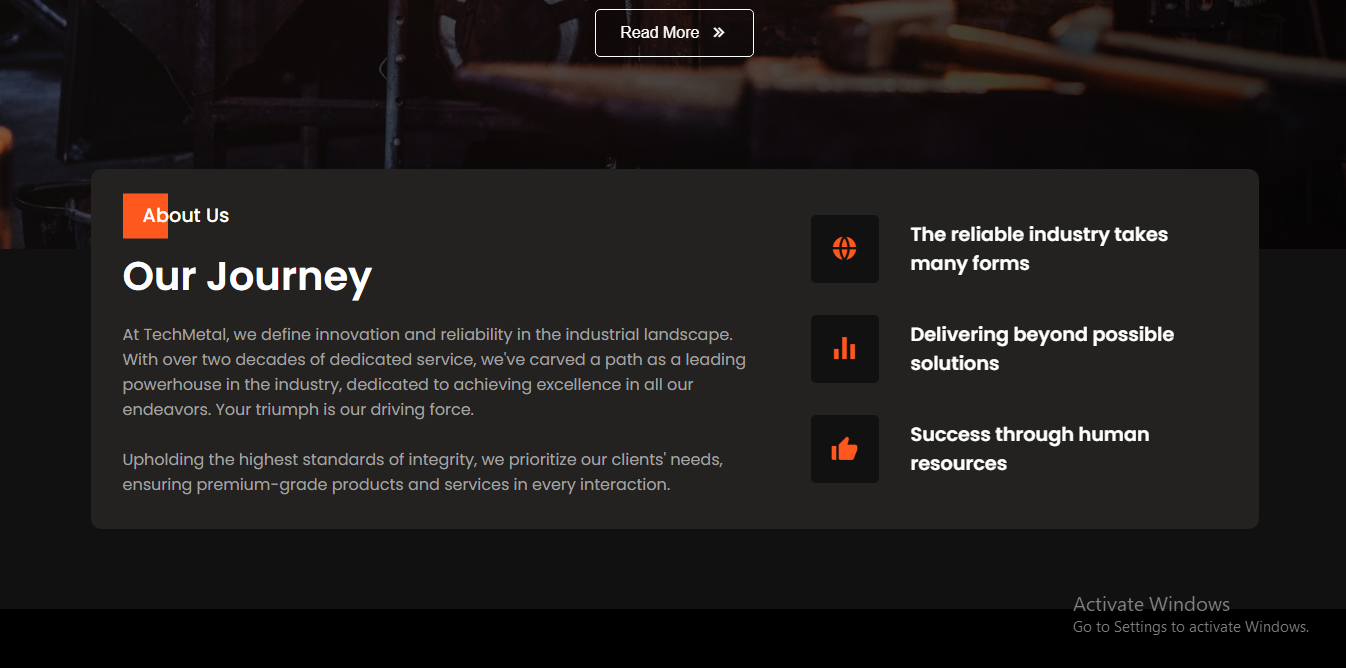 Read More
About Us
Our Journey
At TechMetal, we define innovation and reliability in the industrial landscape.
With over two decades of dedicated service, we've carved a path as a leading
powerhouse in the industry, dedicated to achieving excellence in all our
endeavors. Your triumph is our driving force.
Upholding the highest standards of integrity, we prioritize our clients' needs,
ensuring premium-grade products and services in every interaction.
The reliable industry takes
many forms
Delivering beyond possible
solutions
Success through human
resources
Activate Windows
Go to Settings to activate Windows.